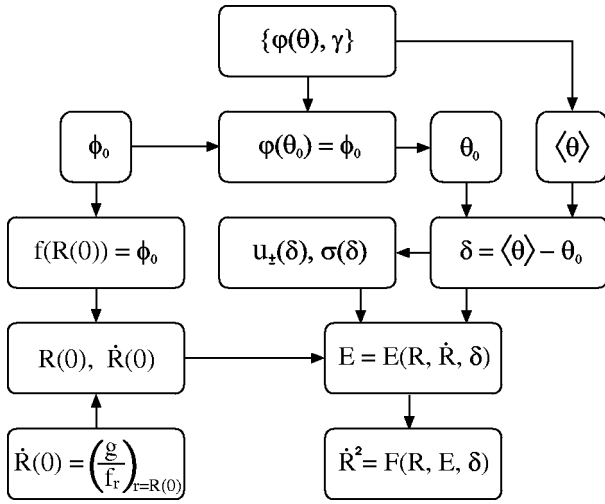 {φ(θ), γ}
ϕ₀
φ(θ₀) = ϕ₀
θ₀
⟨θ⟩
f(R(0)) = ϕ₀
u±(δ), σ(δ)
δ = ⟨θ⟩ − θ₀
R(0), Ṙ(0)
E = E(R, Ṙ, δ)
Ṙ(0) = (g/fᵣ)r=R(0)
Ṙ² = F(R, E, δ)